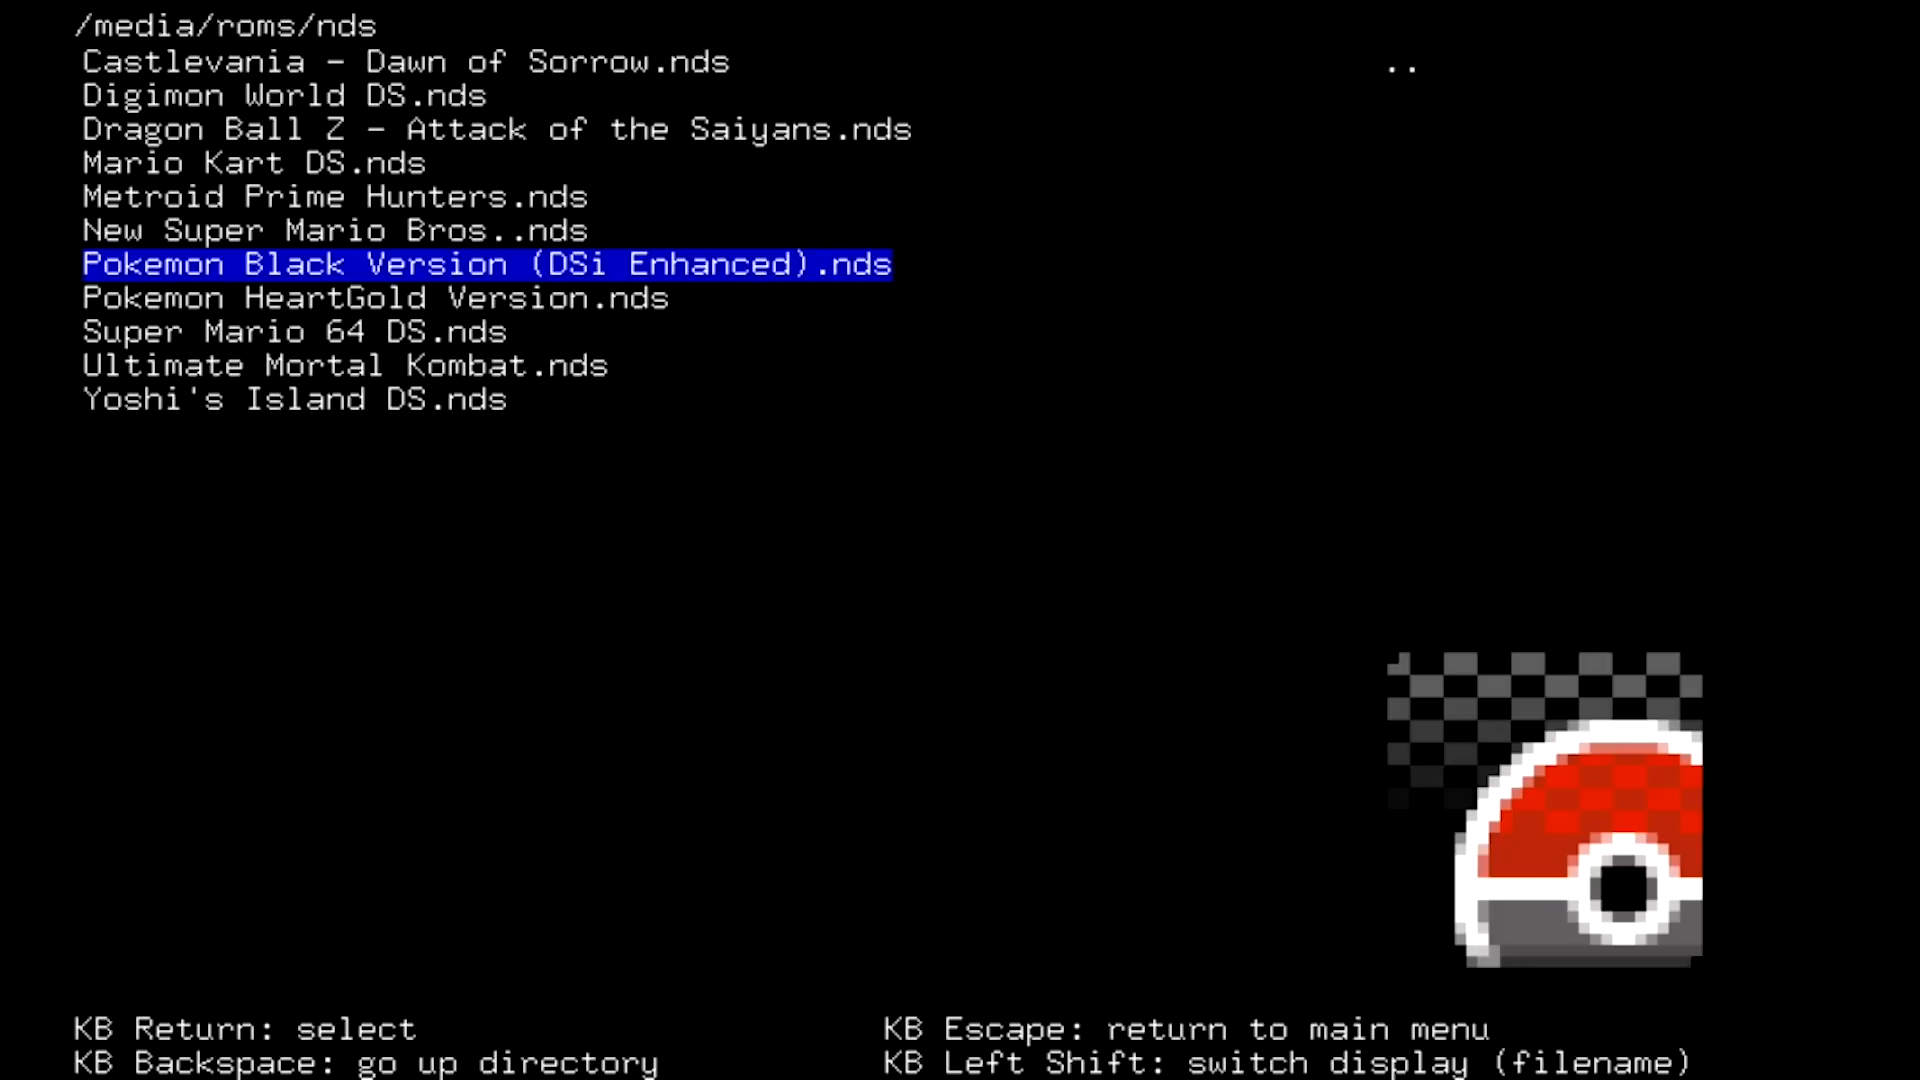 /media/roms/nds
Castlevania - Dawn of Sorrow.nds
..
Digimon World DS.nds
Dragon Ball Z - Attack of the Saiyans.nds
Mario Kart DS.nds
Metroid Prime Hunters.nds
New Super Mario Bros..nds
Pokemon Black Version (DSi Enhanced).nds
Pokemon HeartGold Version.nds
Super Mario 64 DS.nds
Ultimate Mortal Kombat.nds
Yoshi's Island DS.nds
KB Return: select
KB Escape: return to main menu
KB Backspace: go up directory
KB Left Shift: switch display (filename)